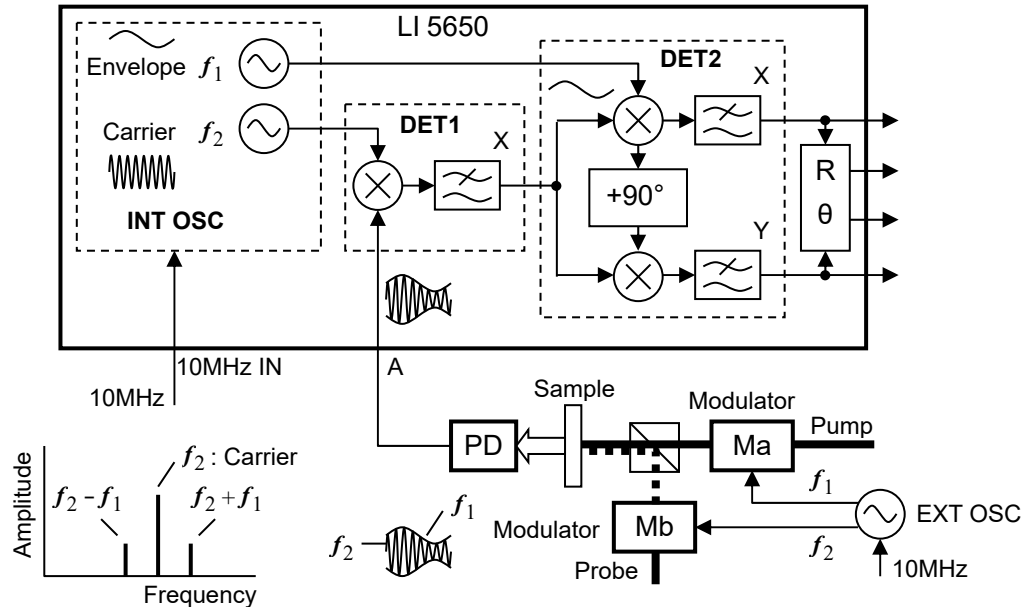 LI 5650
Envelope
f1
Carrier
f2
INT OSC
DET1
X
DET2
X
+90°
Y
R
θ
10MHz IN
10MHz
A
Sample
Modulator
PD
Ma
Pump
Modulator
Mb
Probe
f1
f2
EXT OSC
10MHz
Amplitude
f2 : Carrier
f2 − f1
f2 + f1
Frequency
f2
f1